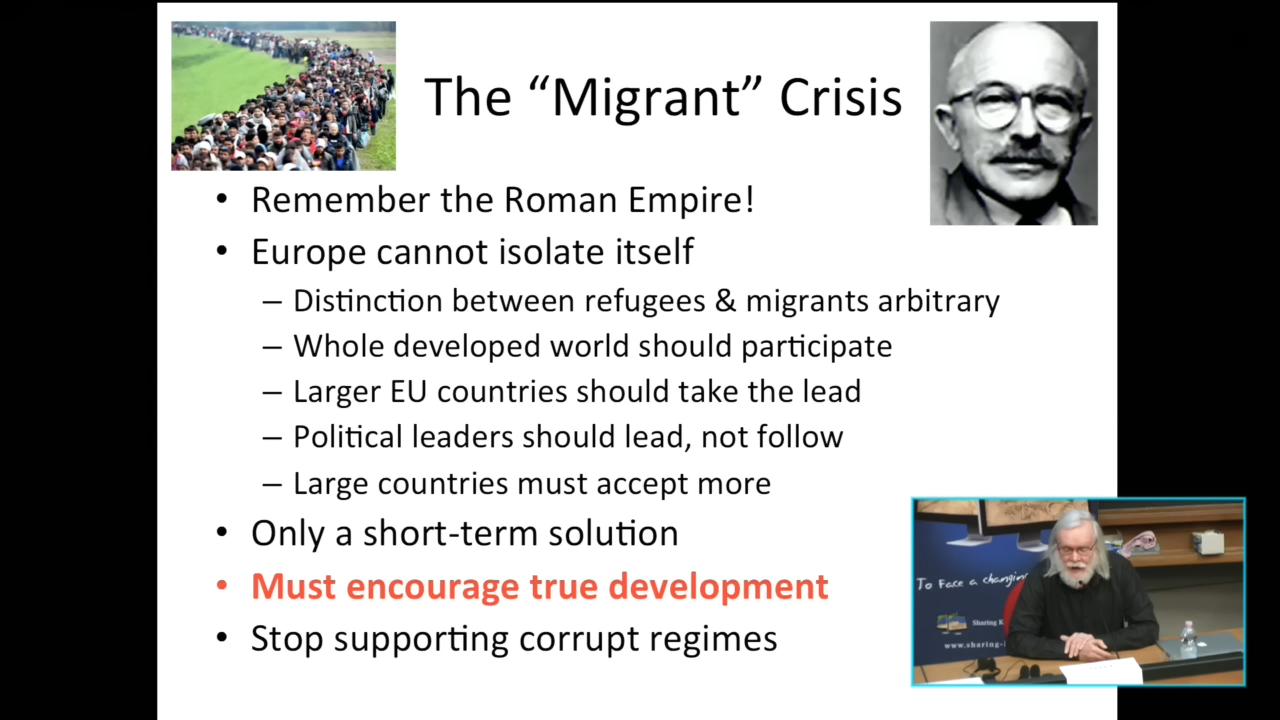 The “Migrant” Crisis
• Remember the Roman Empire!
• Europe cannot isolate itself
– Distinction between refugees & migrants arbitrary
– Whole developed world should participate
– Larger EU countries should take the lead
– Political leaders should lead, not follow
– Large countries must accept more
• Only a short-term solution
• Must encourage true development
• Stop supporting corrupt regimes
To Face a changing
Sharing K
www.sharing-